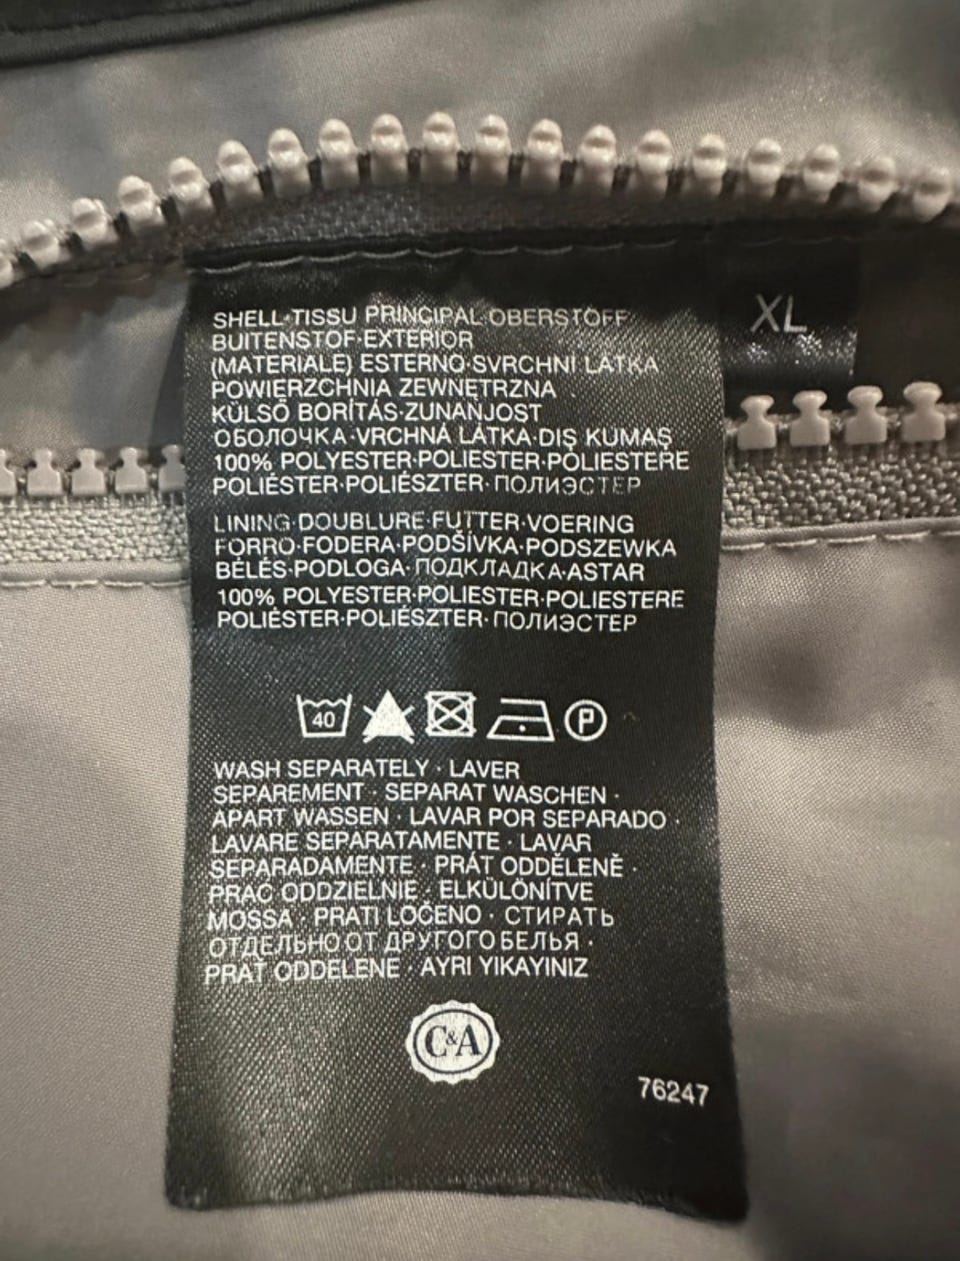 SHELL·TISSU PRINCIPAL·OBERSTOFF
BUITENSTOF·EXTERIOR
(MATERIALE) ESTERNO·SVRCHNI LÁTKA
POWIERZCHNIA ZEWNĘTRZNA
KÜLSŐ BORÍTÁS·ZUNANJOST
ОБОЛОЧКА·VRCHNÁ LÁTKA·DIŞ KUMAŞ
100% POLYESTER·POLIESTER·POLIESTERE
POLIÉSTER·POLIÉSZTER·ПОЛИЭСТЕР
LINING·DOUBLURE·FUTTER·VOERING
FORRO·FODERA·PODŠÍVKA·PODSZEWKA
BÉLÉS·PODLOGA·ПОДКЛАДКА·ASTAR
100% POLYESTER·POLIESTER·POLIESTERE
POLIÉSTER·POLIÉSZTER·ПОЛИЭСТЕР
40 P
WASH SEPARATELY · LAVER
SEPAREMENT · SEPARAT WASCHEN ·
APART WASSEN · LAVAR POR SEPARADO ·
LAVARE SEPARATAMENTE · LAVAR
SEPARADAMENTE · PRÁT ODDĚLENĚ ·
PRAC ODDZIELNIE · ELKÜLÖNÍTVE
MOSSA · PRATI LOČENO · СТИРАТЬ
ОТДЕЛЬНО ОТ ДРУГОГО БЕЛЬЯ ·
PRAŤ ODDELENE · AYRI YIKAYINIZ
C&A
76247
XL